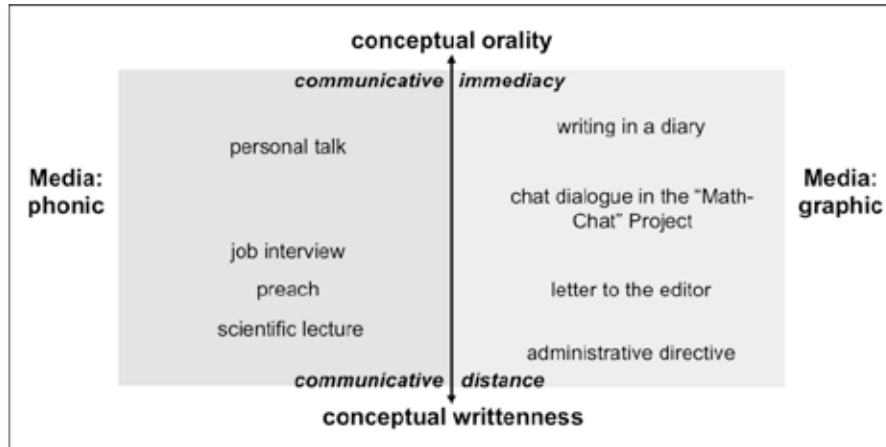 conceptual orality
communicative immediacy
writing in a diary
personal talk
Media:
phonic
Media:
graphic
chat dialogue in the “Math-
Chat” Project
job interview
preach
letter to the editor
scientific lecture
administrative directive
communicative distance
conceptual writtenness